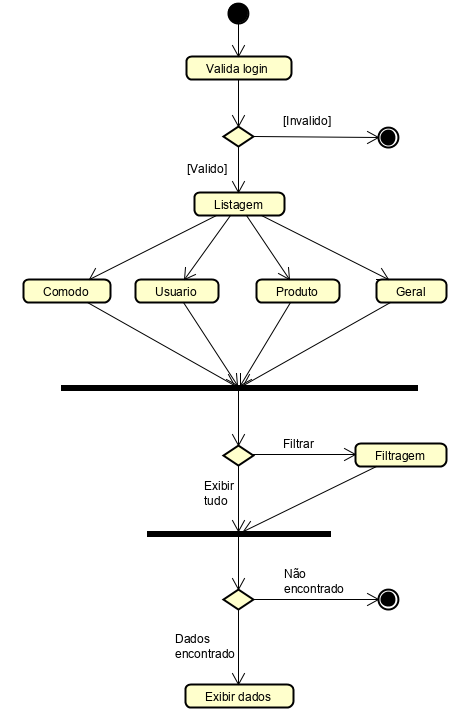 Valida login
[Invalido]
[Valido]
Listagem
Comodo
Usuario
Produto
Geral
Filtrar
Filtragem
Exibir
tudo
Não
encontrado
Dados
encontrado
Exibir dados